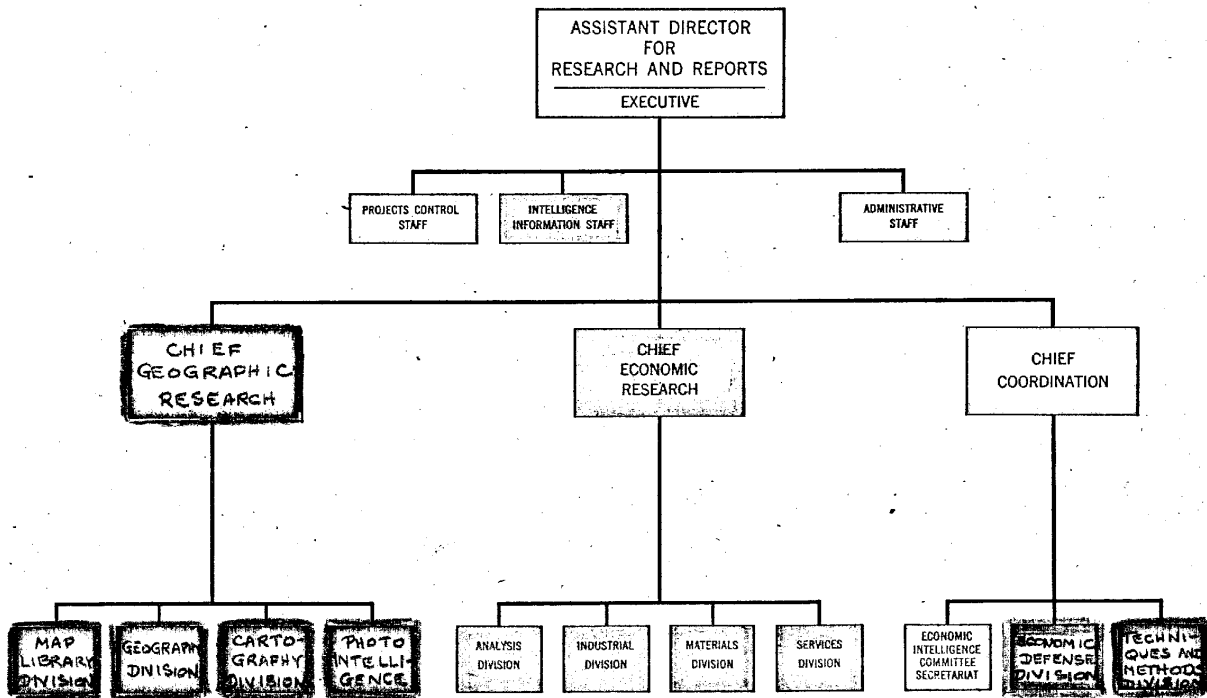 ASSISTANT DIRECTOR
FOR
RESEARCH AND REPORTS
EXECUTIVE
PROJECTS CONTROL
STAFF
INTELLIGENCE
INFORMATION STAFF
ADMINISTRATIVE
STAFF
CHIEF
GEOGRAPHIC
RESEARCH
CHIEF
ECONOMIC
RESEARCH
CHIEF
COORDINATION
MAP
LIBRARY
DIVISION
GEOGRAPHY
DIVISION
CARTO-
GRAPHY
DIVISION
PHOTO
INTELLI-
GENCE
ANALYSIS
DIVISION
INDUSTRIAL
DIVISION
MATERIALS
DIVISION
SERVICES
DIVISION
ECONOMIC
INTELLIGENCE
COMMITTEE
SECRETARIAT
ECONOMIC
DEFENSE
DIVISION
TECHNI-
QUES AND
METHODS
DIVISION